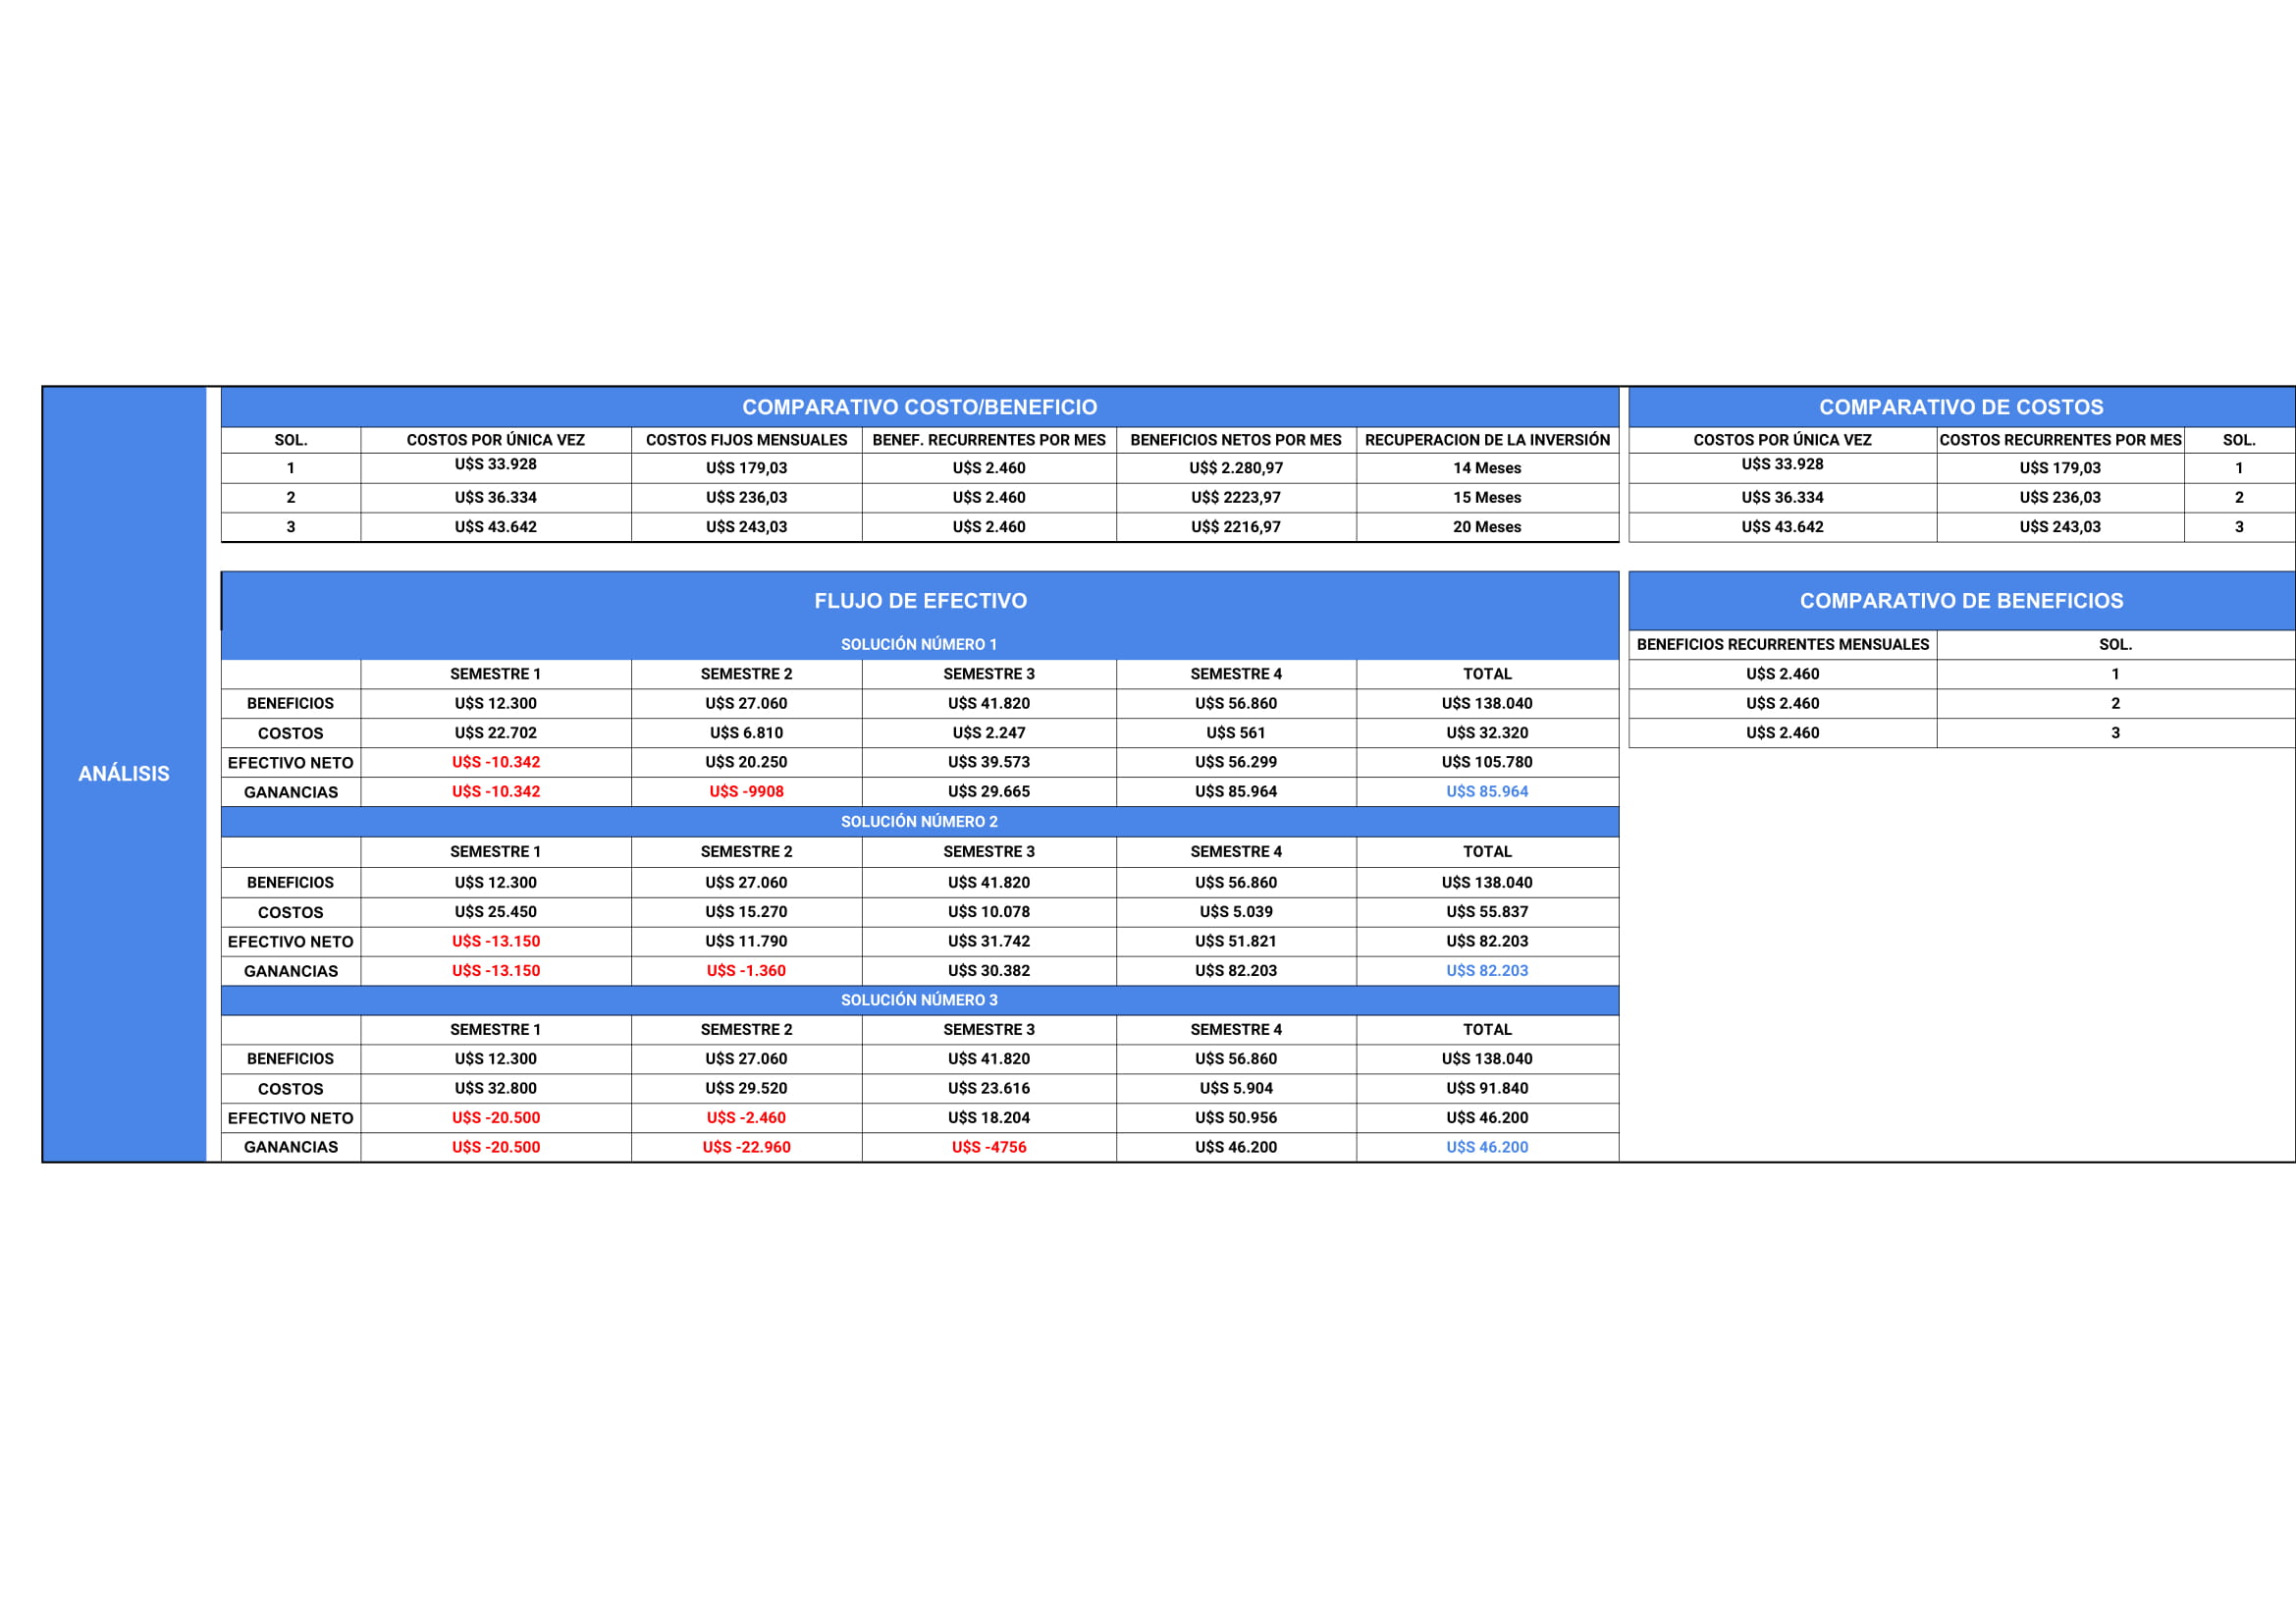 ANÁLISIS
COMPARATIVO COSTO/BENEFICIO
SOL. COSTOS POR ÚNICA VEZ COSTOS FIJOS MENSUALES BENEF. RECURRENTES POR MES BENEFICIOS NETOS POR MES RECUPERACION DE LA INVERSIÓN
1 U$S 33.928 U$S 179,03 U$S 2.460 U$$ 2.280,97 14 Meses
2 U$S 36.334 U$S 236,03 U$S 2.460 U$$ 2223,97 15 Meses
3 U$S 43.642 U$S 243,03 U$S 2.460 U$$ 2216,97 20 Meses
COMPARATIVO DE COSTOS
COSTOS POR ÚNICA VEZ COSTOS RECURRENTES POR MES SOL.
U$S 33.928 U$S 179,03 1
U$S 36.334 U$S 236,03 2
U$S 43.642 U$S 243,03 3
FLUJO DE EFECTIVO
SOLUCIÓN NÚMERO 1
SEMESTRE 1 SEMESTRE 2 SEMESTRE 3 SEMESTRE 4 TOTAL
BENEFICIOS U$S 12.300 U$S 27.060 U$S 41.820 U$S 56.860 U$S 138.040
COSTOS U$S 22.702 U$S 6.810 U$S 2.247 U$S 561 U$S 32.320
EFECTIVO NETO U$S -10.342 U$S 20.250 U$S 39.573 U$S 56.299 U$S 105.780
GANANCIAS U$S -10.342 U$S -9908 U$S 29.665 U$S 85.964 U$S 85.964
SOLUCIÓN NÚMERO 2
SEMESTRE 1 SEMESTRE 2 SEMESTRE 3 SEMESTRE 4 TOTAL
BENEFICIOS U$S 12.300 U$S 27.060 U$S 41.820 U$S 56.860 U$S 138.040
COSTOS U$S 25.450 U$S 15.270 U$S 10.078 U$S 5.039 U$S 55.837
EFECTIVO NETO U$S -13.150 U$S 11.790 U$S 31.742 U$S 51.821 U$S 82.203
GANANCIAS U$S -13.150 U$S -1.360 U$S 30.382 U$S 82.203 U$S 82.203
SOLUCIÓN NÚMERO 3
SEMESTRE 1 SEMESTRE 2 SEMESTRE 3 SEMESTRE 4 TOTAL
BENEFICIOS U$S 12.300 U$S 27.060 U$S 41.820 U$S 56.860 U$S 138.040
COSTOS U$S 32.800 U$S 29.520 U$S 23.616 U$S 5.904 U$S 91.840
EFECTIVO NETO U$S -20.500 U$S -2.460 U$S 18.204 U$S 50.956 U$S 46.200
GANANCIAS U$S -20.500 U$S -22.960 U$S -4756 U$S 46.200 U$S 46.200
COMPARATIVO DE BENEFICIOS
BENEFICIOS RECURRENTES MENSUALES SOL.
U$S 2.460 1
U$S 2.460 2
U$S 2.460 3